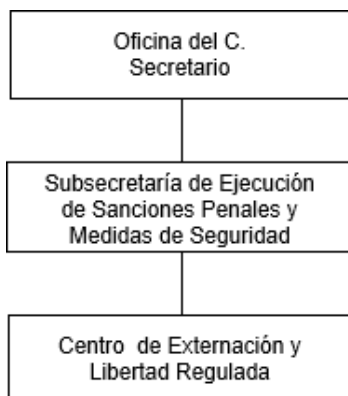 Oficina del C.
Secretario
Subsecretaría de Ejecución
de Sanciones Penales y
Medidas de Seguridad
Centro de Externación y
Libertad Regulada